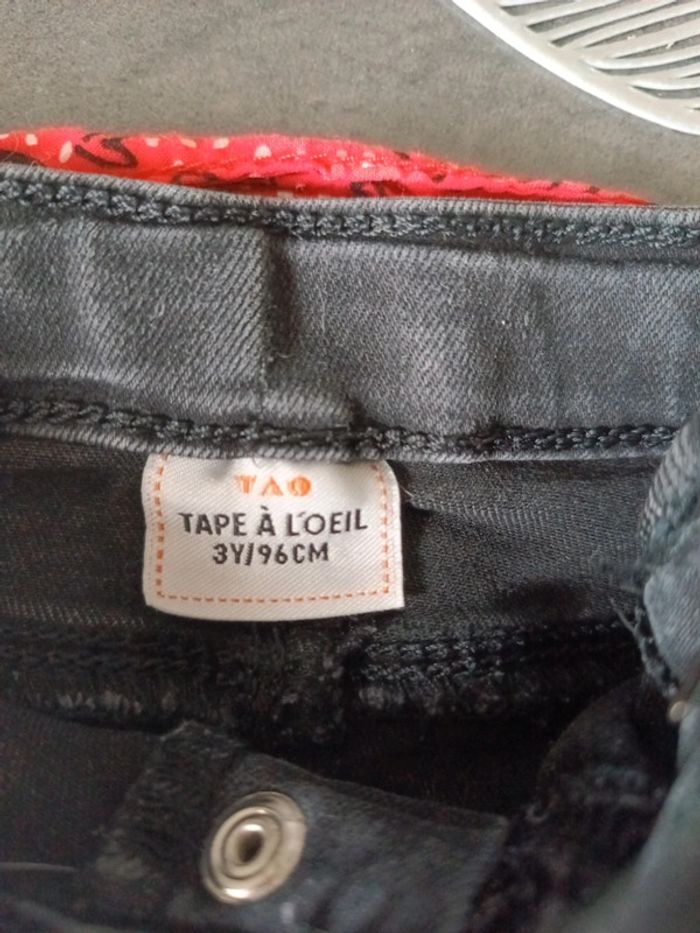 TAO
TAPE À L'OEIL
3Y/96CM